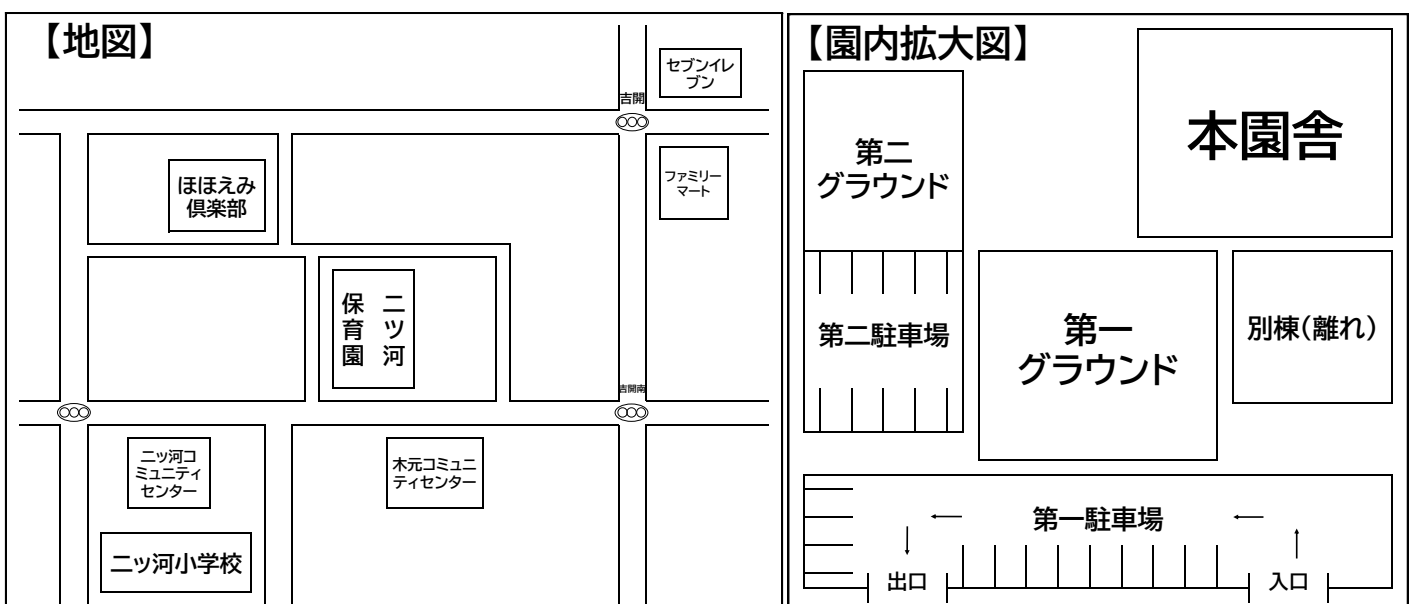 【地図】
セブンイレ
ブン
吉開
ファミリー
マート
ほほえみ
倶楽部
二ツ河
保育園
吉開南
二ッ河コ
ミュニティ
センター
木元コミュニ
ティセンター
二ッ河小学校
【園内拡大図】
本園舎
第二
グラウンド
第二駐車場
第一
グラウンド
別棟(離れ)
第一駐車場
出口
入口